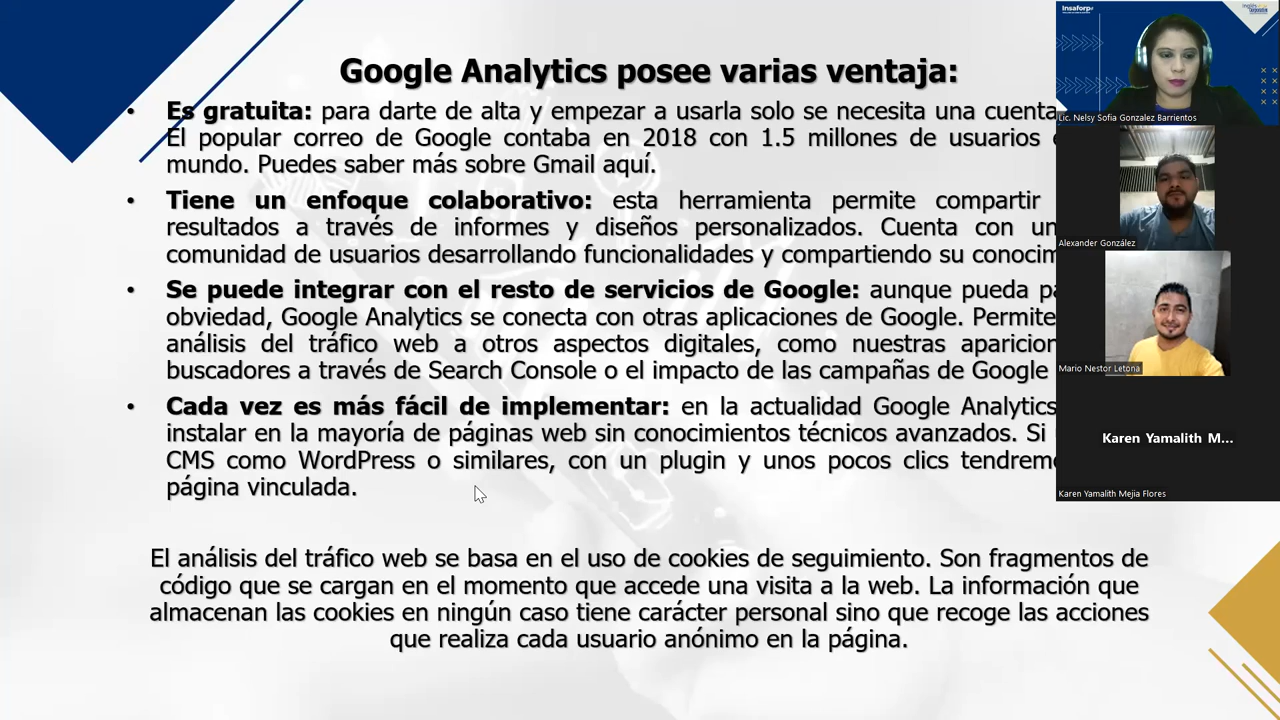 Google Analytics posee varias ventaja:
• Es gratuita: para darte de alta y empezar a usarla solo se necesita una cuenta
El popular correo de Google contaba en 2018 con 1.5 millones de usuarios
mundo. Puedes saber más sobre Gmail aquí.
• Tiene un enfoque colaborativo: esta herramienta permite compartir
resultados a través de informes y diseños personalizados. Cuenta con
comunidad de usuarios desarrollando funcionalidades y compartiendo su
• Se puede integrar con el resto de servicios de Google: aunque pueda
obviedad, Google Analytics se conecta con otras aplicaciones de Google. Permite
análisis del tráfico web a otros aspectos digitales, como nuestras
buscadores a través de Search Console o el impacto de las campañas de Google
• Cada vez es más fácil de implementar: en la actualidad Google Analytics
instalar en la mayoría de páginas web sin conocimientos técnicos avanzados. Si
CMS como WordPress o similares, con un plugin y unos pocos clics
página vinculada.
El análisis del tráfico web se basa en el uso de cookies de seguimiento. Son fragmentos de
código que se cargan en el momento que accede una visita a la web. La información que
almacenan las cookies en ningún caso tiene carácter personal sino que recoge las acciones
que realiza cada usuario anónimo en la página.
Insaforp
Lic. Nelsy Sofia Gonzalez Barrientos
Alexander González
Mario Nestor Letona
Karen Yamalith M...
Karen Yamalith Mejia Flores